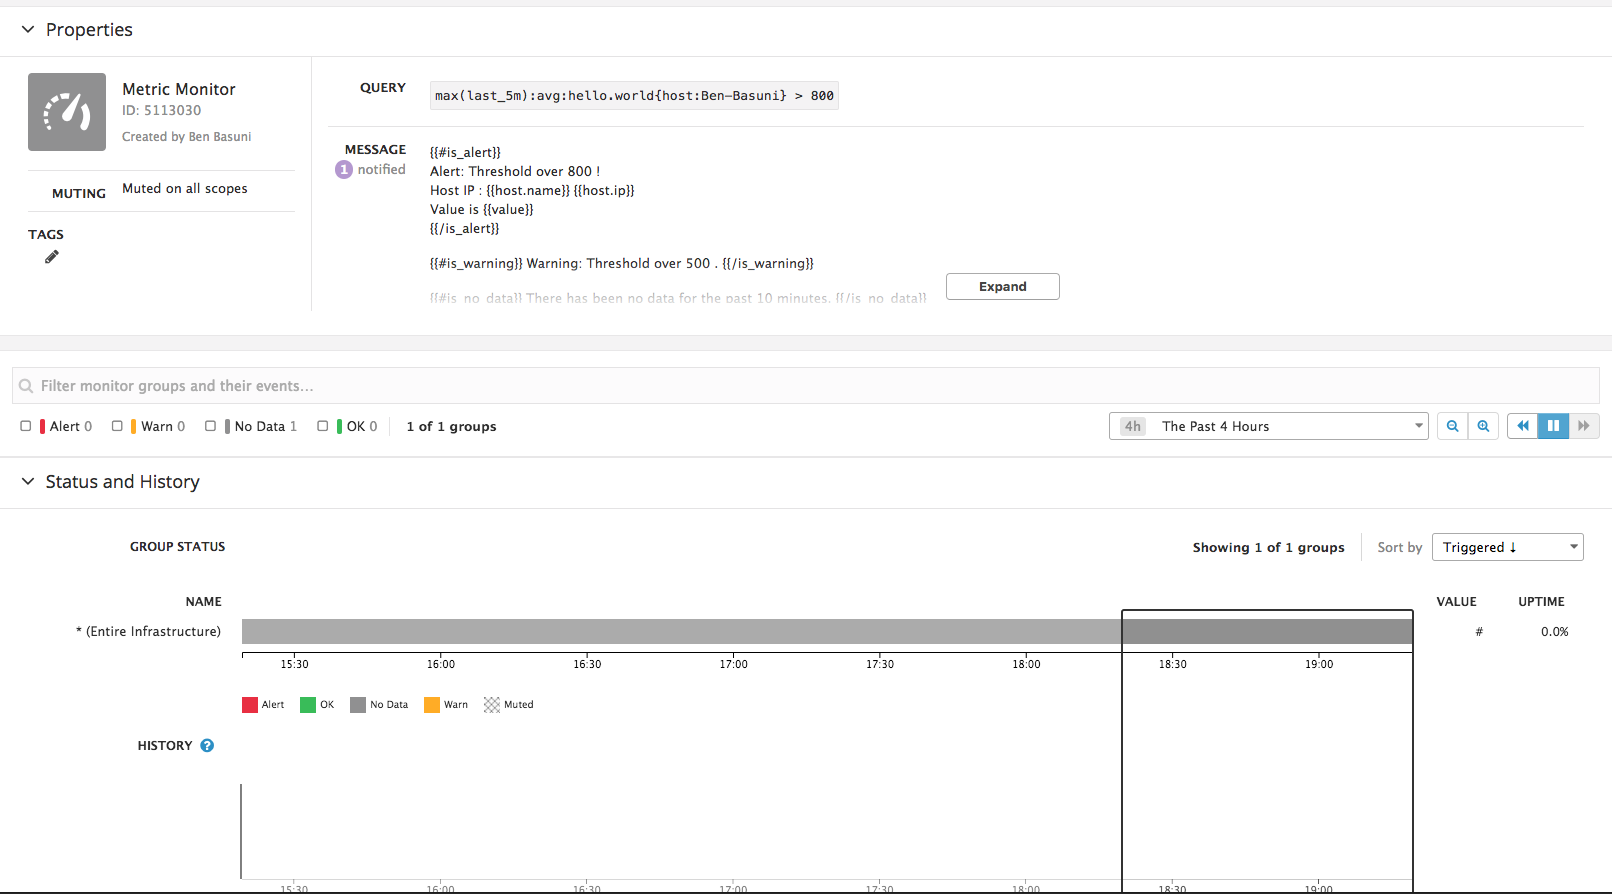 Properties
Metric Monitor
ID: 5113030
Created by Ben Basuni
MUTING Muted on all scopes
TAGS
QUERY max(last_5m):avg:hello.world{host:Ben-Basuni} > 800
MESSAGE
1 notified
{{#is_alert}}
Alert: Threshold over 800 !
Host IP : {{host.name}} {{host.ip}}
Value is {{value}}
{{/is_alert}}
{{#is_warning}} Warning: Threshold over 500 . {{/is_warning}}
{{#is_no_data}} There has been no data for the past 10 minutes. {{/is_no_data}}
Expand
Filter monitor groups and their events...
Alert 0 Warn 0 No Data 1 OK 0 1 of 1 groups 4h The Past 4 Hours
Status and History
GROUP STATUS Showing 1 of 1 groups Sort by Triggered ↓
NAME VALUE UPTIME
* (Entire Infrastructure) # 0.0%
15:30 16:00 16:30 17:00 17:30 18:00 18:30 19:00
Alert OK No Data Warn Muted
HISTORY ?
15:30 16:00 16:30 17:00 17:30 18:00 18:30 19:00